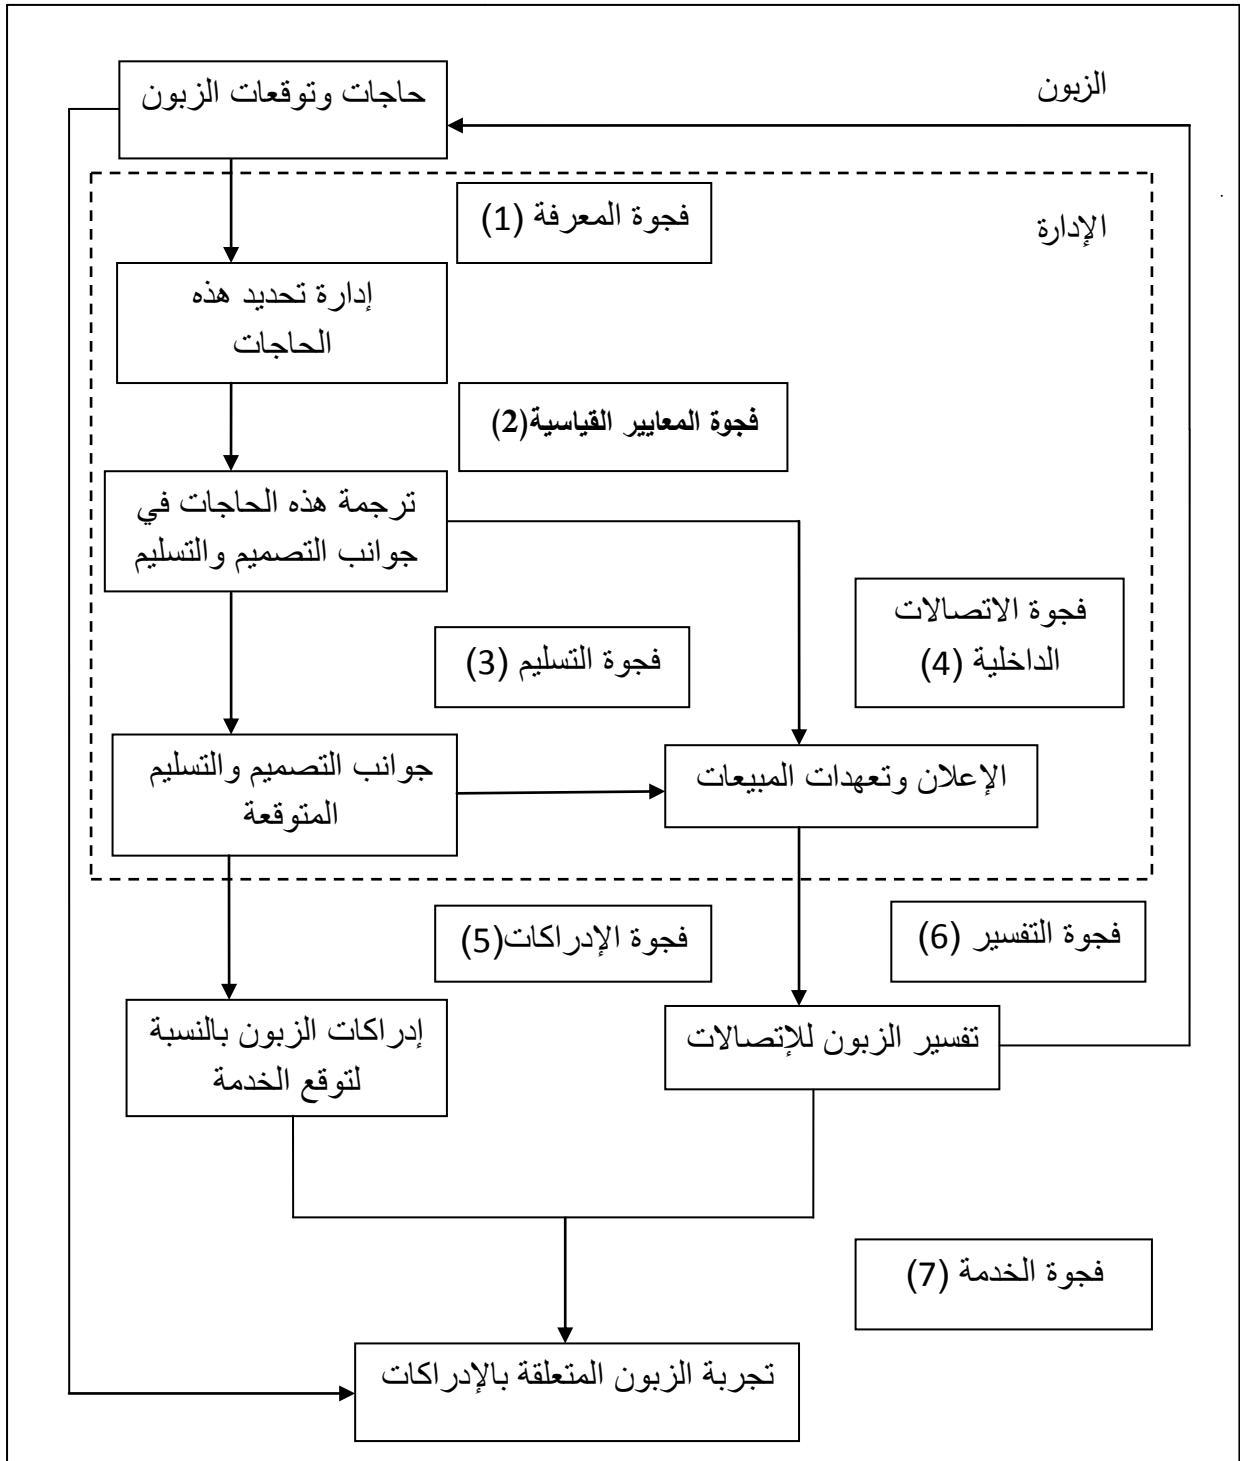 الزبون
حاجات وتوقعات الزبون
فجوة المعرفة (1)
الإدارة
إدارة تحديد هذه
الحاجات
فجوة المعايير القياسية(2)
ترجمة هذه الحاجات في
جوانب التصميم والتسليم
فجوة الاتصالات
الداخلية (4)
فجوة التسليم (3)
جوانب التصميم والتسليم
المتوقعة
الإعلان وتعهدات المبيعات
فجوة التفسير (6)
فجوة الإدراكات(5)
تفسير الزبون للإتصالات
إدراكات الزبون بالنسبة
لتوقع الخدمة
فجوة الخدمة (7)
تجربة الزبون المتعلقة بالإدراكات